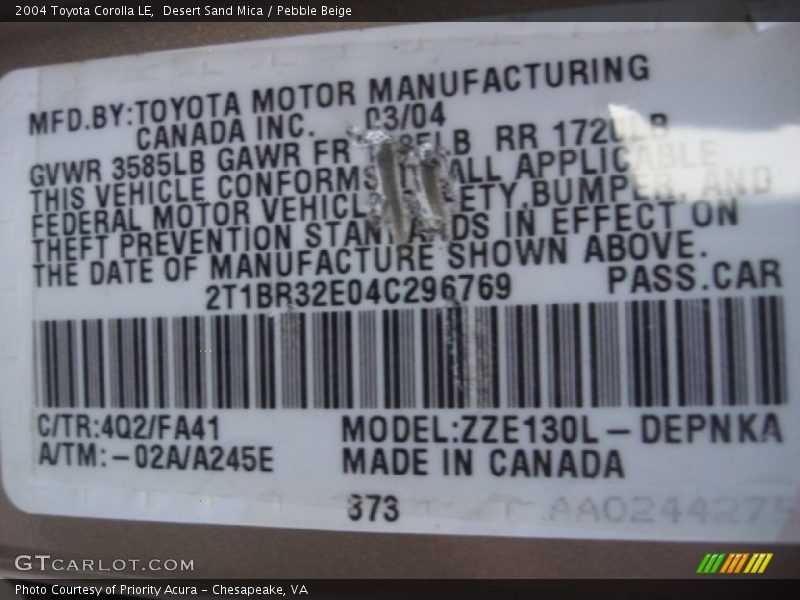 2004 Toyota Corolla LE, Desert Sand Mica / Pebble Beige
MFD.BY:TOYOTA MOTOR MANUFACTURING
CANADA INC. 03/04
GVWR 3585LB GAWR FR LB RR
THIS VEHICLE CONFORMS ALL APPLICABLE
FEDERAL MOTOR VEHICL ETY,BUMPER, AND
THEFT PREVENTION STAN DS IN EFFECT ON
THE DATE OF MANUFACTURE SHOWN ABOVE.
2T1BR32E04C296769 PASS.CAR
C/TR:4Q2/FA41 MODEL:ZZE130L-DEPNKA
A/TM:-02A/A245E MADE IN CANADA
373 AA0244275
GTCARLOT.COM
Photo Courtesy of Priority Acura - Chesapeake, VA